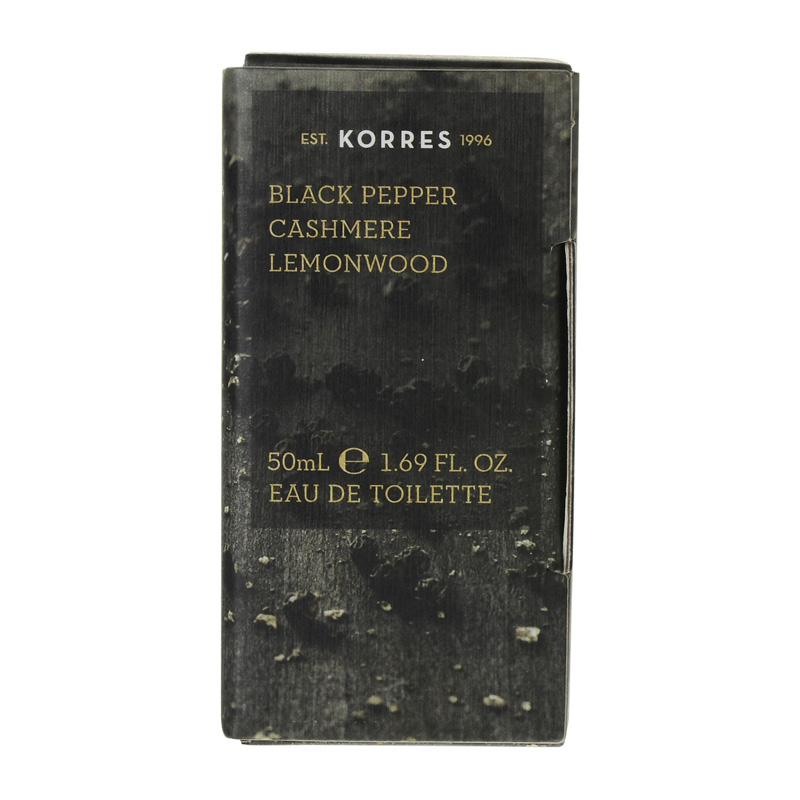 EST. KORRES 1996
BLACK PEPPER
CASHMERE
LEMONWOOD
50mL ℮ 1.69 FL. OZ.
EAU DE TOILETTE